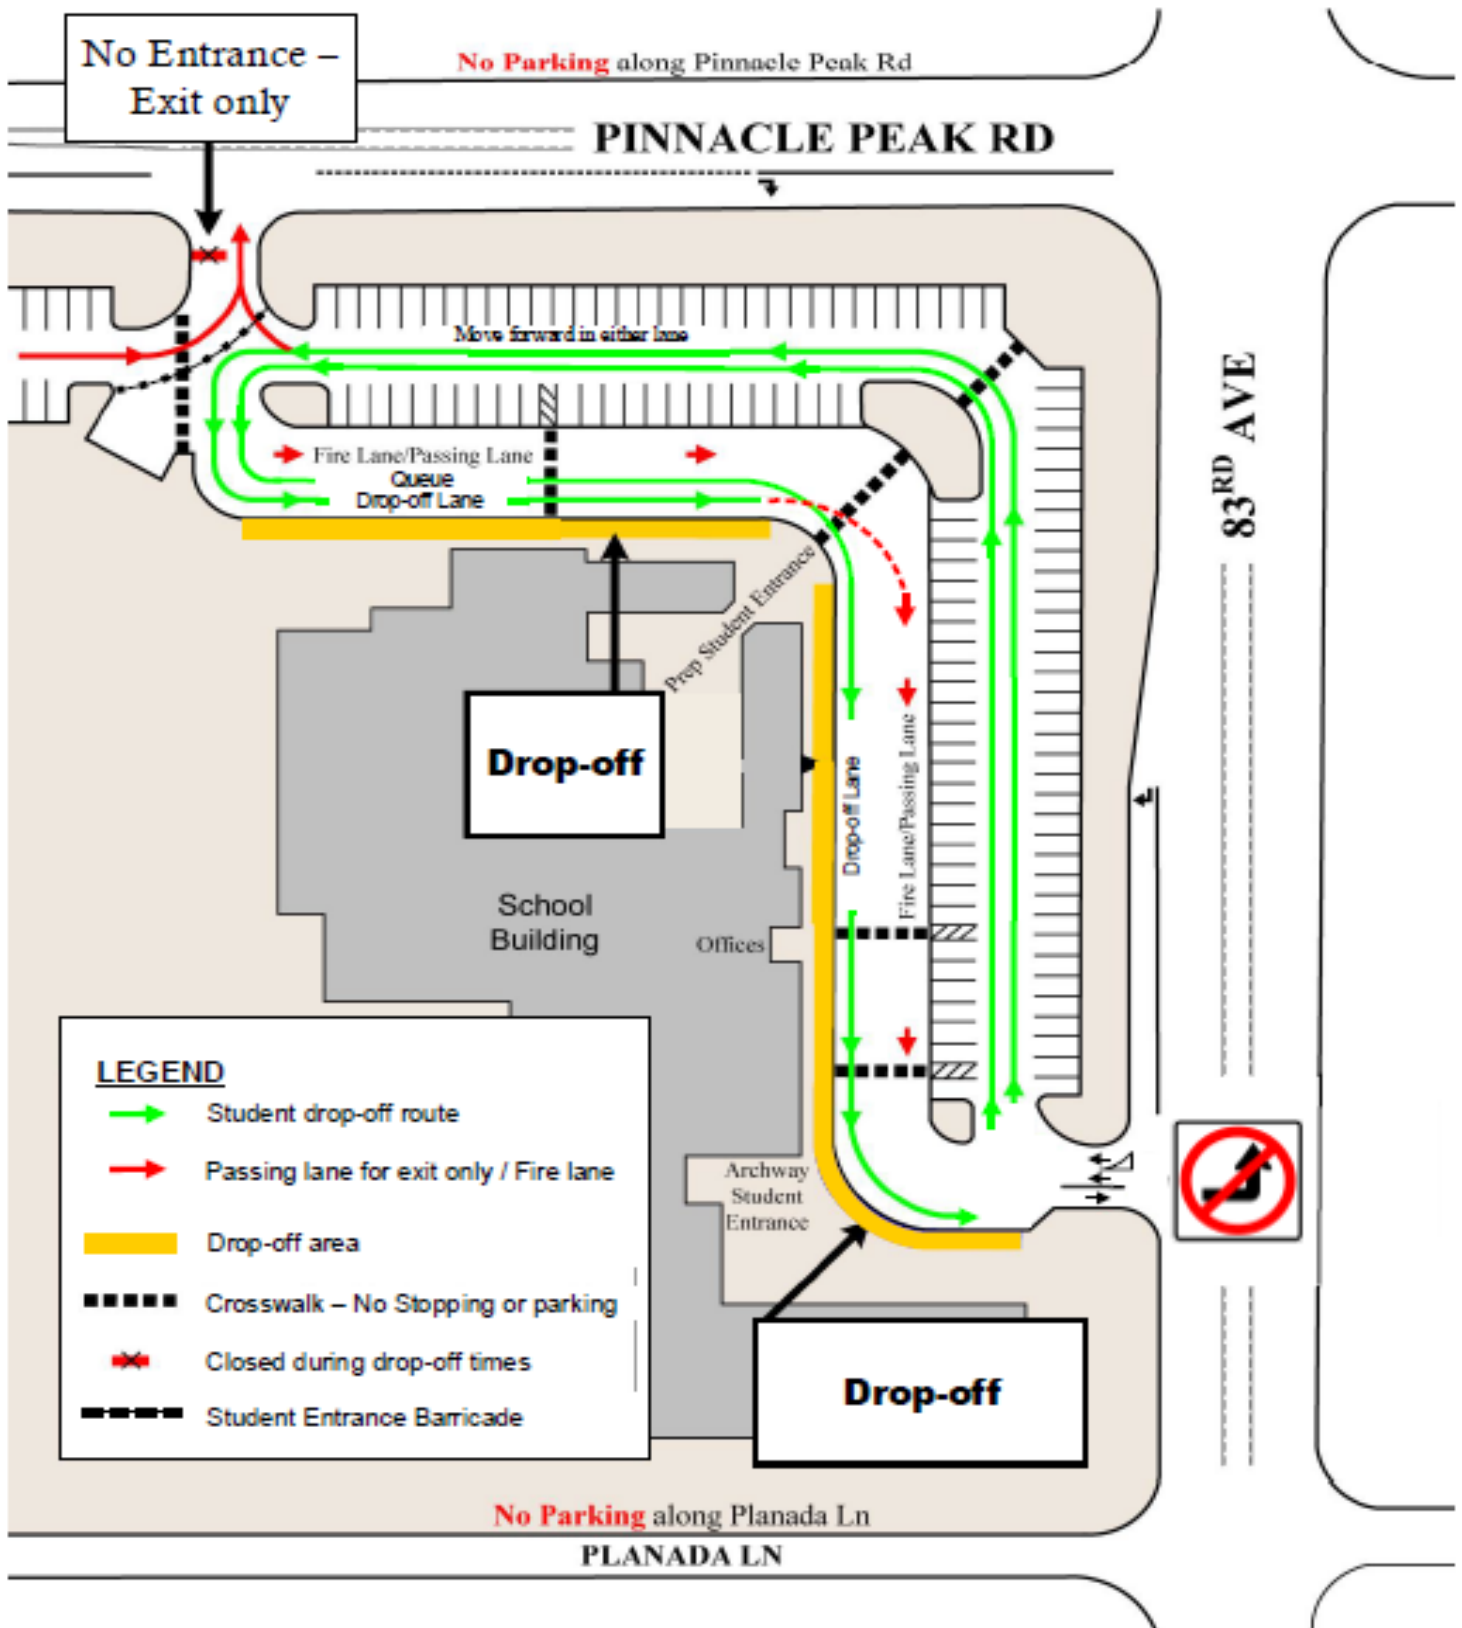 No Entrance –
Exit only
No Parking along Pinnacle Peak Rd
PINNACLE PEAK RD
Move forward in either lane
Fire Lane/Passing Lane
Queue
Drop-off Lane
83RD AVE
Prep Student Entrance
Drop-off
Drop-off Lane
Fire Lane/Passing Lane
School
Building
Offices
LEGEND
Student drop-off route
Passing lane for exit only / Fire lane
Drop-off area
Crosswalk – No Stopping or parking
Closed during drop-off times
Student Entrance Barricade
Archway
Student
Entrance
Drop-off
No Parking along Planada Ln
PLANADA LN